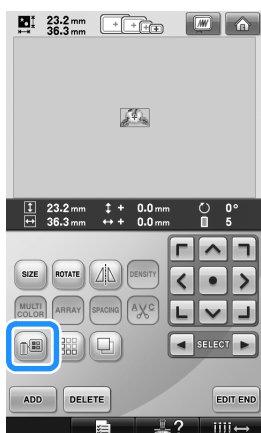 23.2 mm
36.3 mm
23.2 mm + 0.0 mm 0°
36.3 mm + 0.0 mm 5
SIZE ROTATE DENSITY
MULTI COLOR ARRAY SPACING A C
SELECT
ADD DELETE EDIT END
?